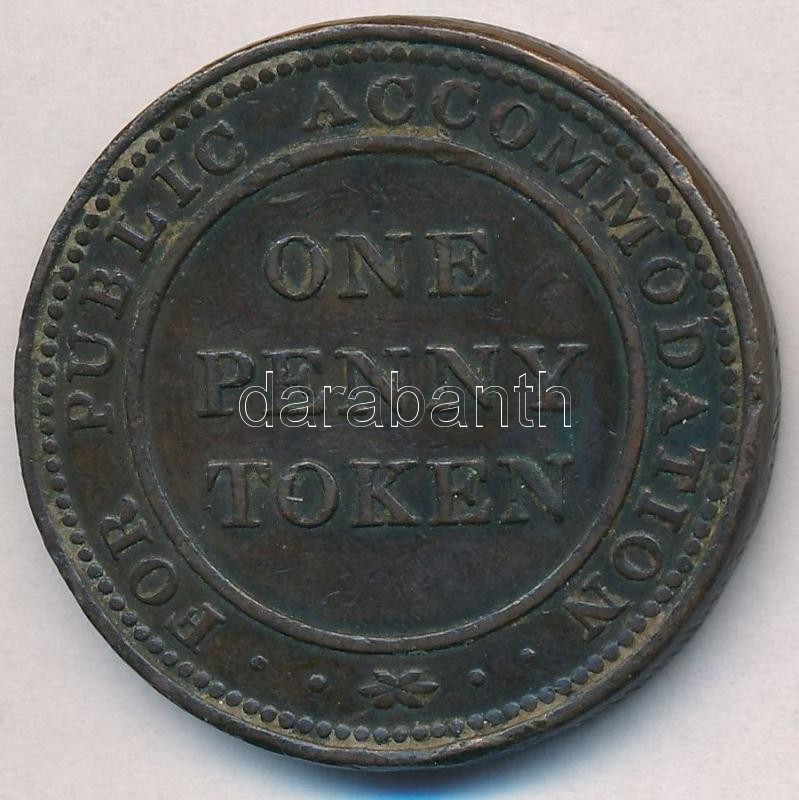 FOR PUBLIC ACCOMMODATION
ONE
PENNY
TOKEN
darabanth